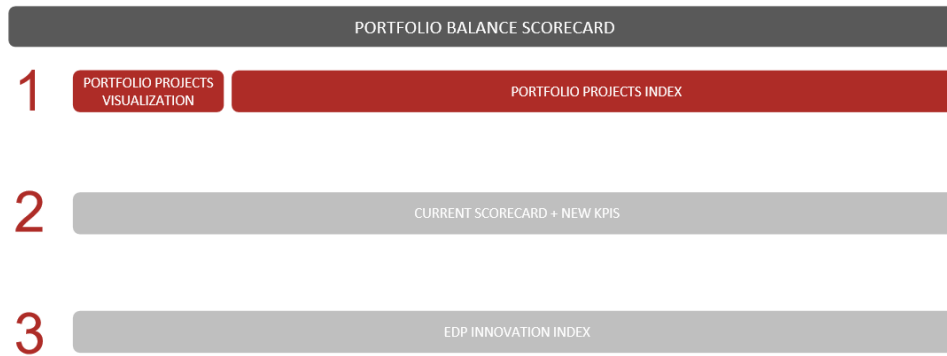 PORTFOLIO BALANCE SCORECARD
1
PORTFOLIO PROJECTS
VISUALIZATION
PORTFOLIO PROJECTS INDEX
2
CURRENT SCORECARD + NEW KPIS
3
EDP INNOVATION INDEX